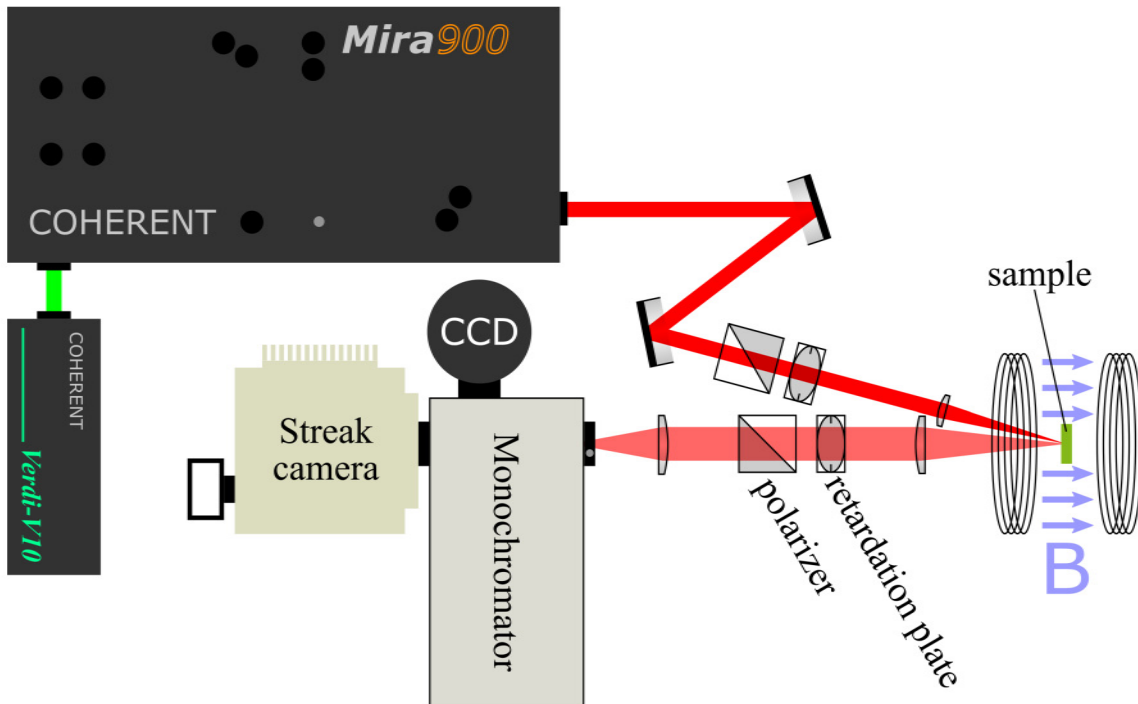 Mira900
COHERENT
COHERENT
Verdi-V10
CCD
Streak
camera
Monochromator
polarizer
retardation plate
sample
B